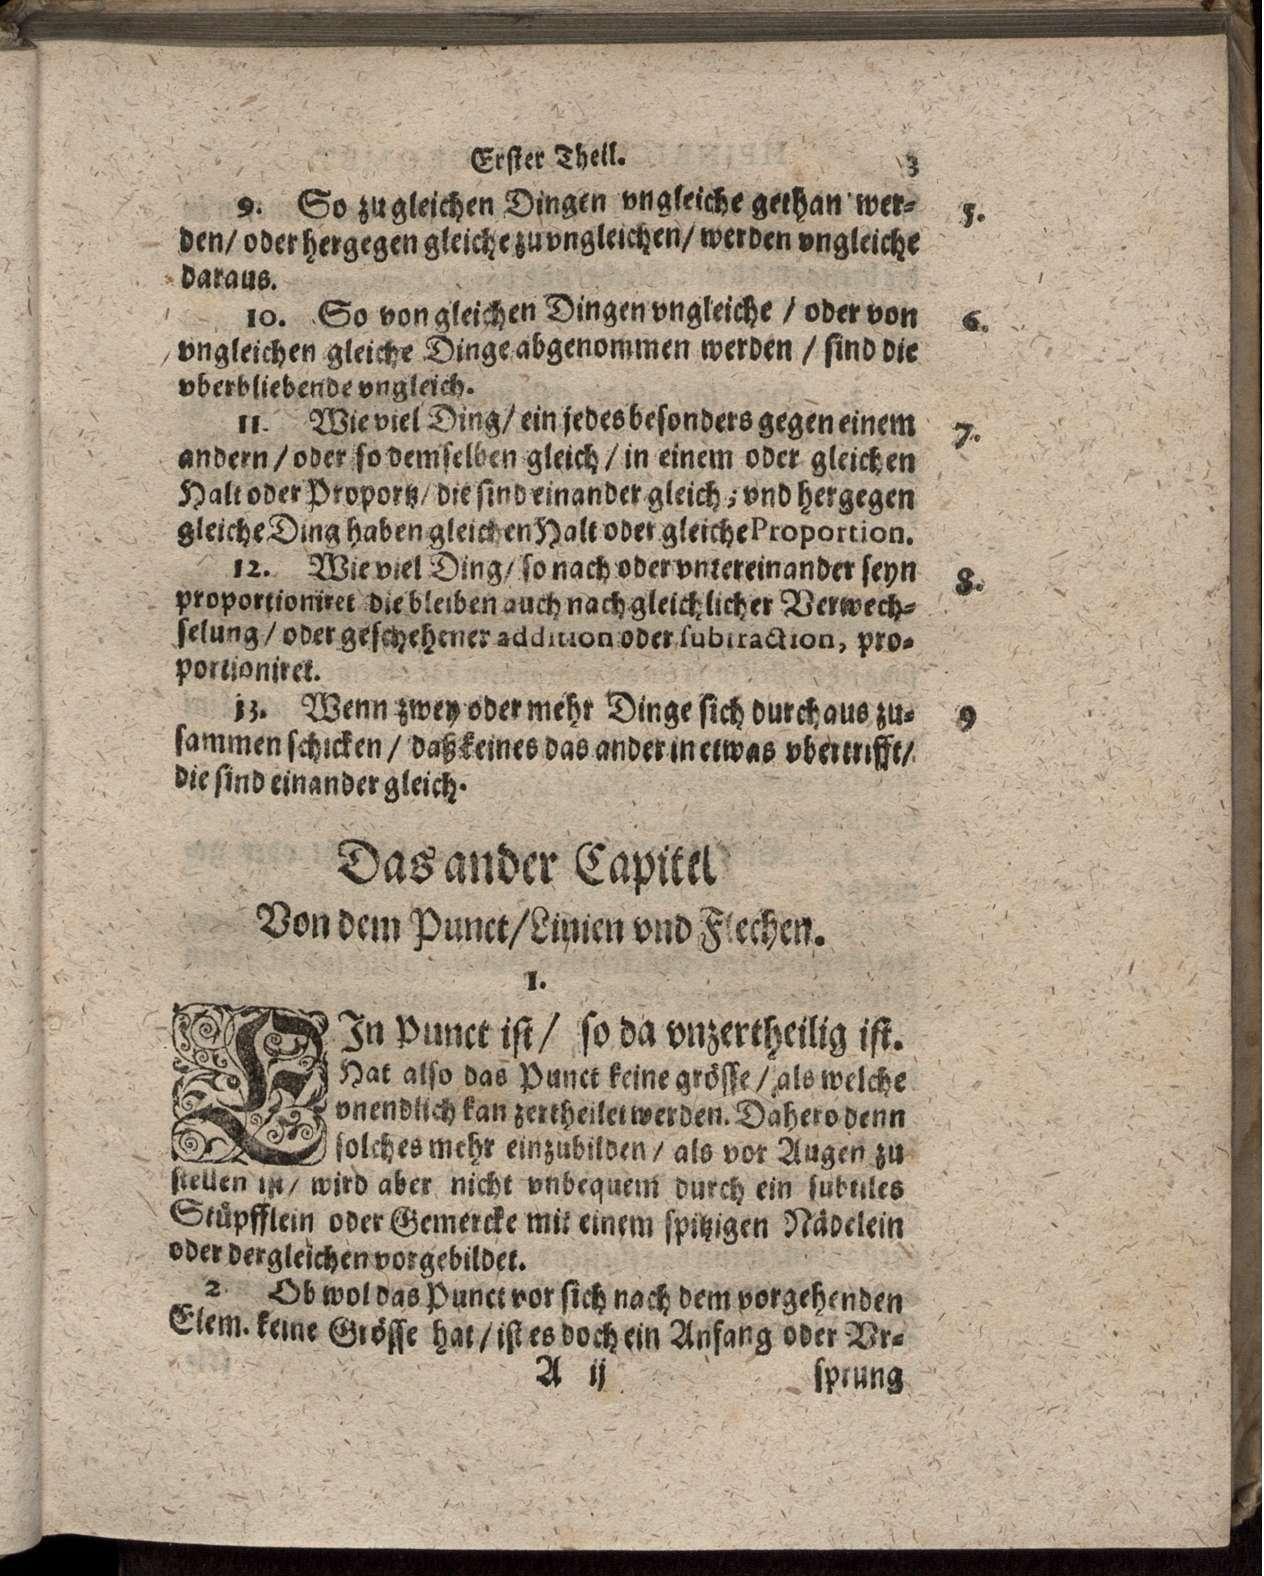 Erster Theil. 3
9. So zu gleichen Dingen vngleiche gethan wer- 5.
den/ oder hergegen gleiche zu vngleichen/ werden vngleiche
daraus.
10. So von gleichen Dingen vngleiche / oder von 6.
vngleichen gleiche Dinge abgenommen werden / sind die
vberbliebende vngleich.
11. Wie viel Ding/ ein jedes besonders gegen einem 7.
andern / oder so demselben gleich / in einem oder gleichen
Halt oder Proportz/ die sind einander gleich; vnd hergegen
gleiche Ding haben gleichen Halt oder gleiche Proportion.
12. Wie viel Ding/ so nach oder vntereinander seyn 8.
proportioniret die bleiben auch nach gleichlicher Verwech-
selung/ oder geschehener addition oder subtraction, pro-
portioniret.
13. Wenn zwey oder mehr Dinge sich durchaus zu- 9
sammen schicken / daß keines das ander in etwas vbertrifft/
die sind einander gleich.
Das ander Capitel
Von dem Punct/ Linien vnd Flechen.
1.
EIn Punct ist/ so da vnzertheilig ist.
Hat also das Punct keine grösse / als welche
vnendlich kan zertheilet werden. Dahero denn
solches mehr einzubilden / als vor Augen zu
stellen ist/ wird aber nicht vnbequem durch ein subtiles
Stüpfflein oder Gemercke mit einem spitzigen Nädelein
oder dergleichen vorgebildet.
2 Ob wol das Punct vor sich nach dem vorgehenden
Elem. keine Grösse hat / ist es doch ein Anfang oder Vr-
A ij sprung